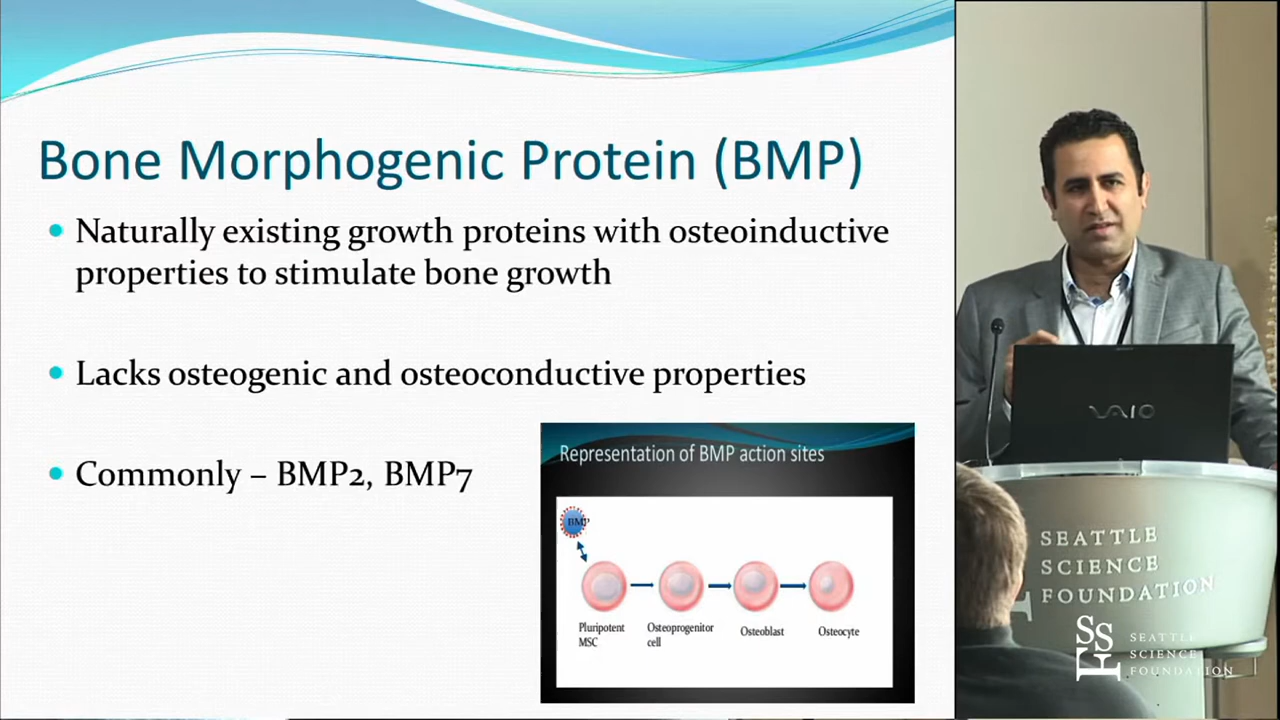 Bone Morphogenic Protein (BMP)
Naturally existing growth proteins with osteoinductive
properties to stimulate bone growth
Lacks osteogenic and osteoconductive properties
Commonly – BMP2, BMP7
Representation of BMP action sites
BMP
Pluripotent
MSC
Osteoprogenitor
cell
Osteoblast
Osteocyte
VAIO
SEATTLE
SCIENCE
FOUNDATION
SSF
SEATTLE
SCIENCE
FOUNDATION